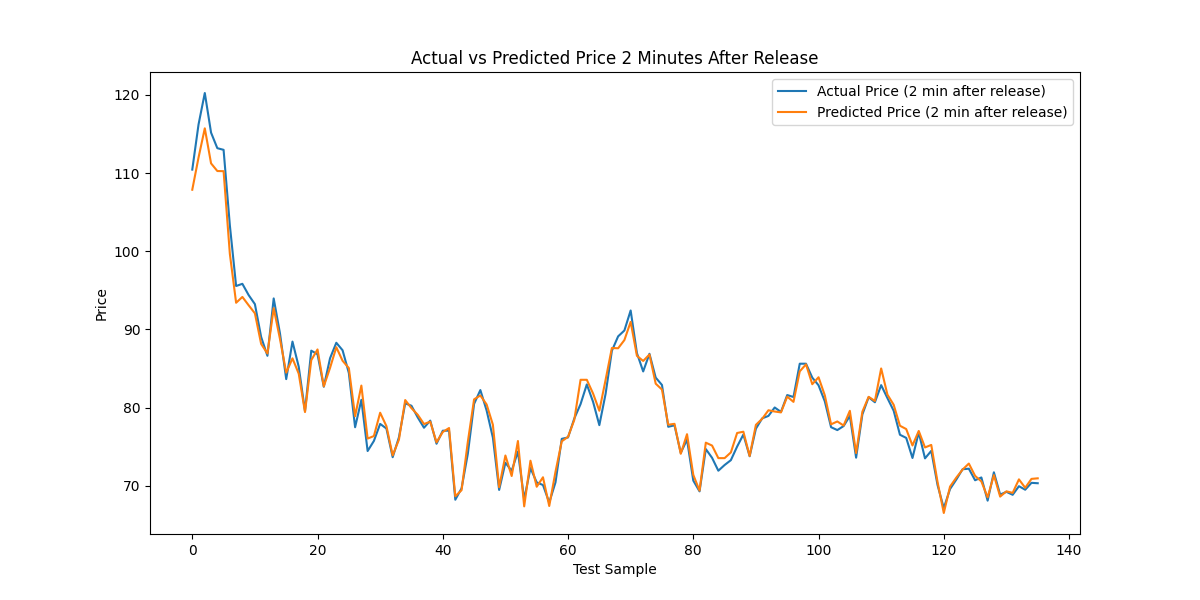 Actual vs Predicted Price 2 Minutes After Release
Actual Price (2 min after release)
Predicted Price (2 min after release)
120
110
100
90
80
70
Price
0 20 40 60 80 100 120 140
Test Sample